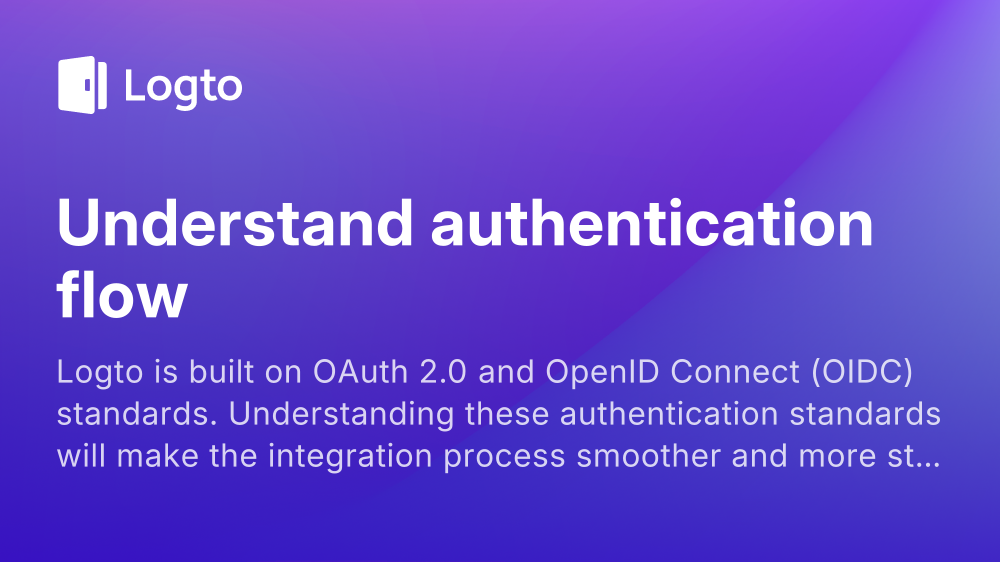 Logto
Understand authentication
flow
Logto is built on OAuth 2.0 and OpenID Connect (OIDC)
standards. Understanding these authentication standards
will make the integration process smoother and more st...